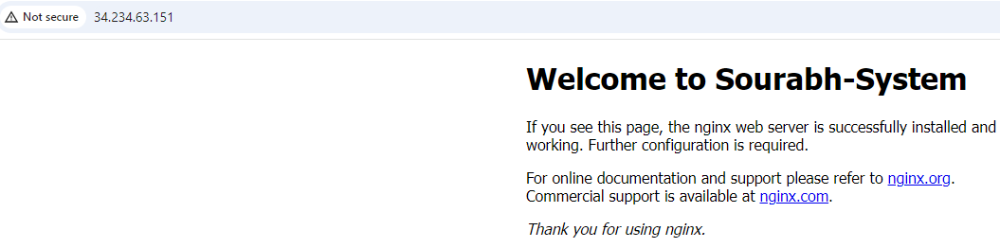 Not secure 34.234.63.151
Welcome to Sourabh-System
If you see this page, the nginx web server is successfully installed and
working. Further configuration is required.
For online documentation and support please refer to nginx.org.
Commercial support is available at nginx.com.
Thank you for using nginx.